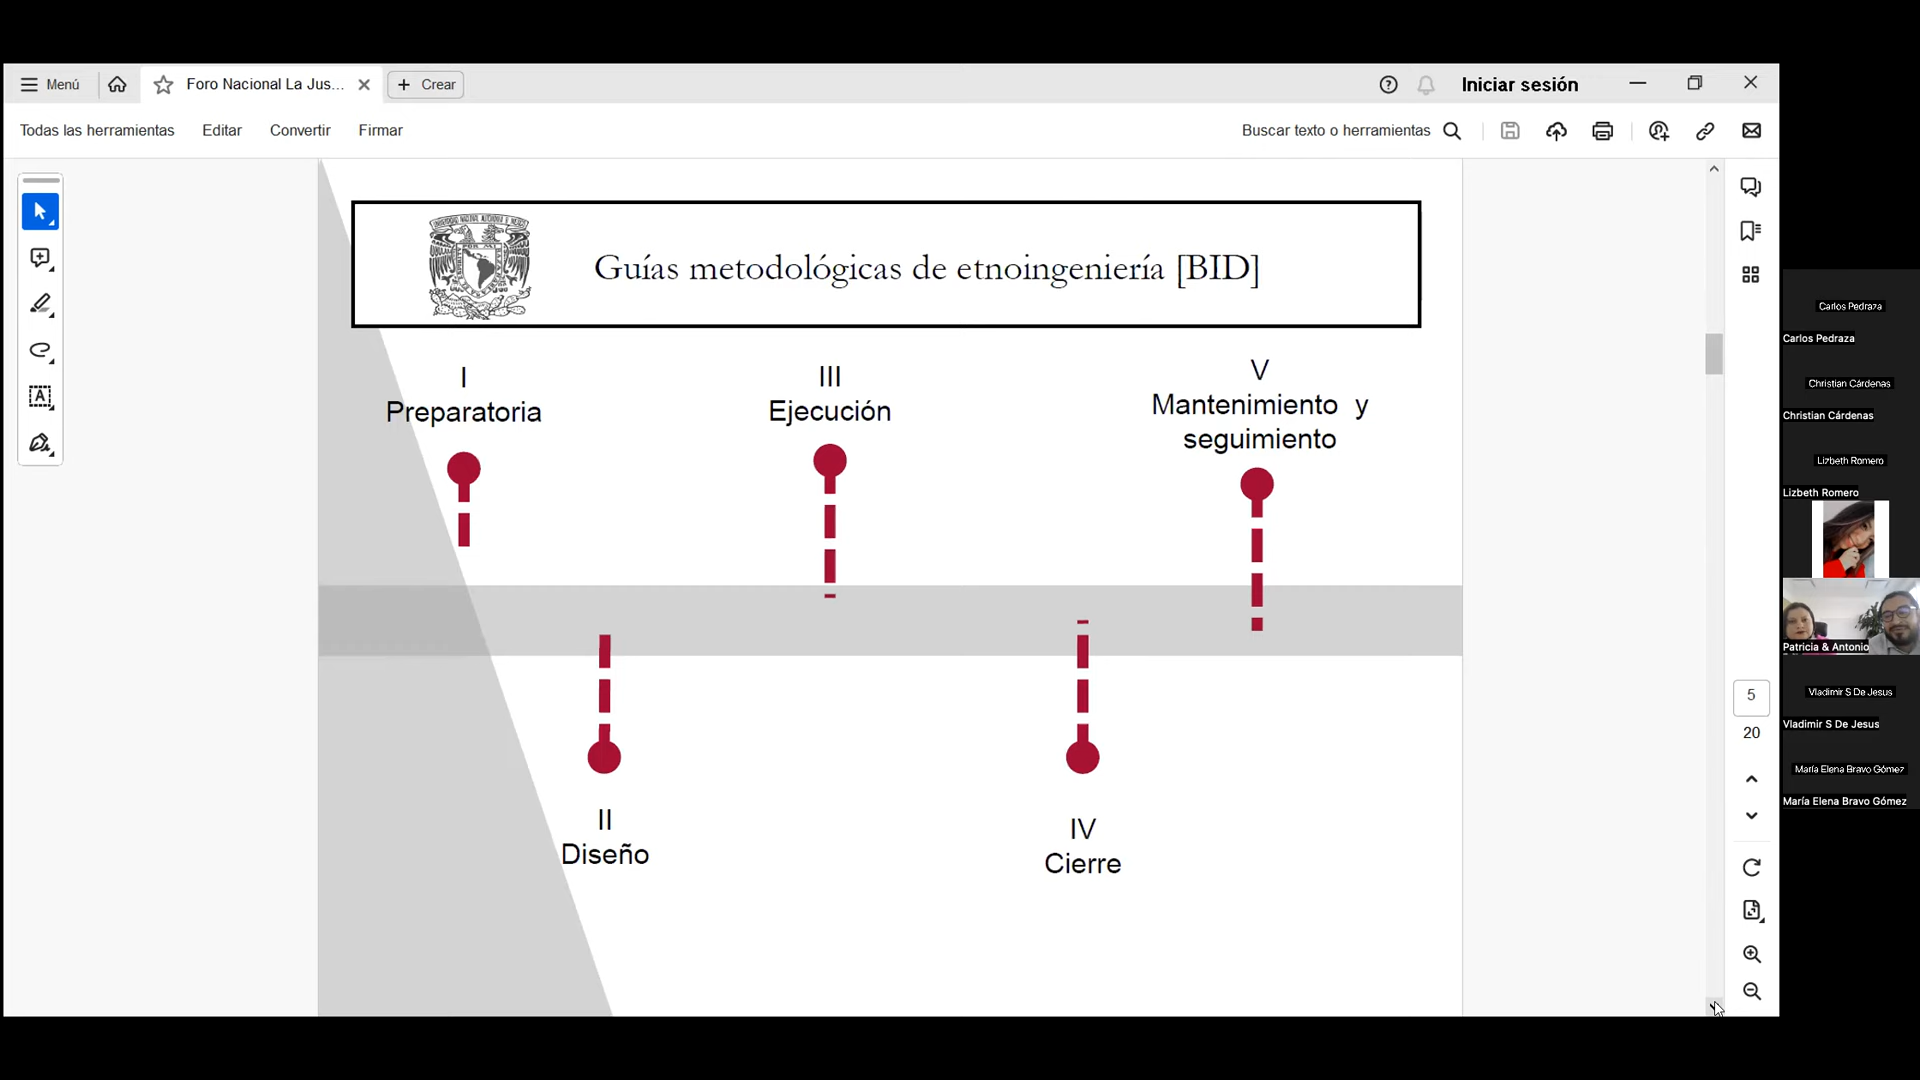 Menú
Foro Nacional La Jus...
Crear
Iniciar sesión
Todas las herramientas
Editar
Convertir
Firmar
Buscar texto o herramientas
Guías metodológicas de etnoingeniería [BID]
I
Preparatoria
III
Ejecución
V
Mantenimiento y
seguimiento
II
Diseño
IV
Cierre
5
20
Carlos Pedraza
Carlos Pedraza
Christian Cárdenas
Christian Cárdenas
Lizbeth Romero
Lizbeth Romero
Patricia & Antonio
Vladimir S De Jesus
Vladimir S De Jesus
María Elena Bravo Gómez
María Elena Bravo Gómez